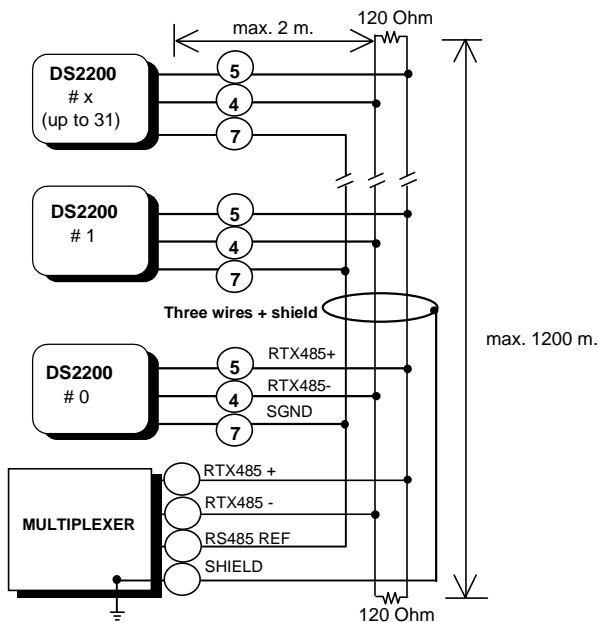 120 Ohm
max. 2 m.
DS2200
# x
(up to 31)
5
4
7
DS2200
# 1
5
4
7
Three wires + shield
max. 1200 m.
DS2200
# 0
5
RTX485+
4
RTX485-
7
SGND
MULTIPLEXER
RTX485 +
RTX485 -
RS485 REF
SHIELD
120 Ohm